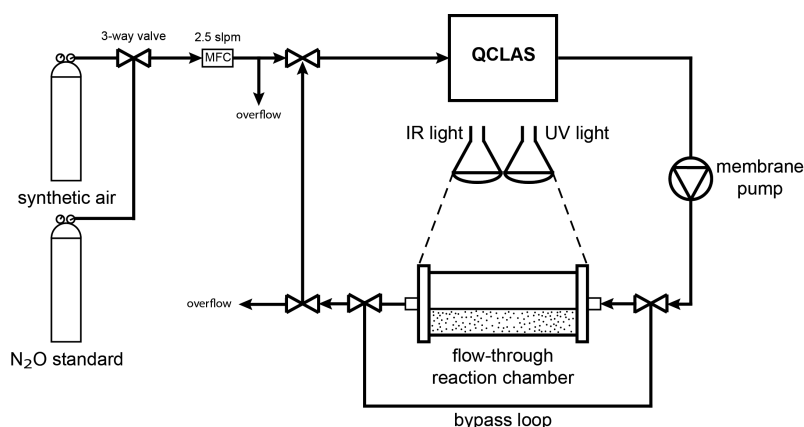 3-way valve
2.5 slpm
MFC
overflow
QCLAS
IR light
UV light
synthetic air
membrane
pump
overflow
N₂O standard
flow-through
reaction chamber
bypass loop